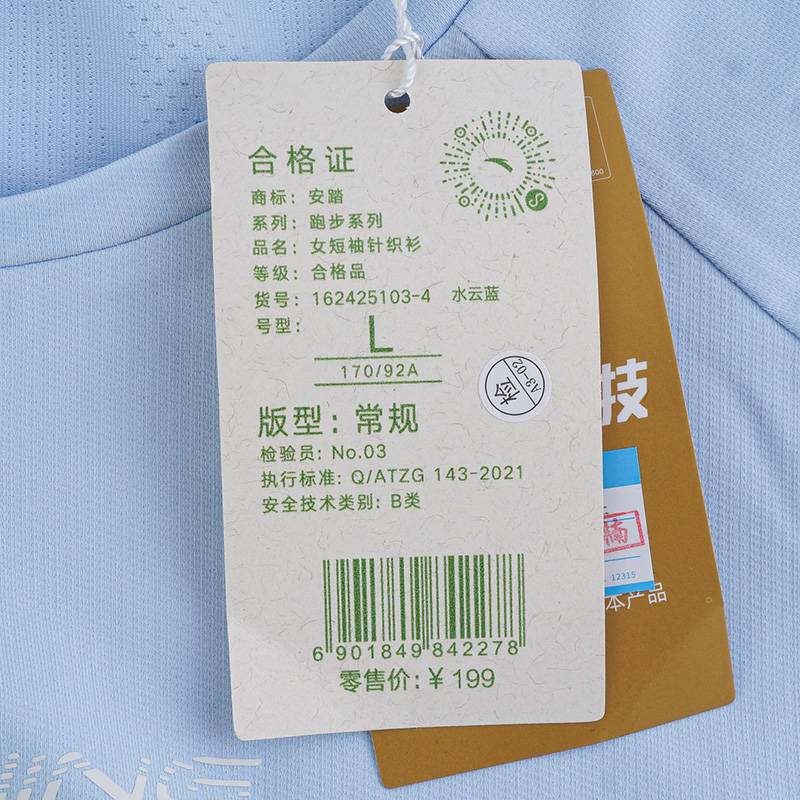 合格证
商标：安踏
系列：跑步系列
品名：女短袖针织衫
等级：合格品
货号：162425103-4 水云蓝
号型：
L
170/92A
版型：常规
检验员：No.03
执行标准：Q/ATZG 143-2021
安全技术类别：B类
检
A3-02
6 901849 842278
零售价：¥ 199
技
12315
本产品